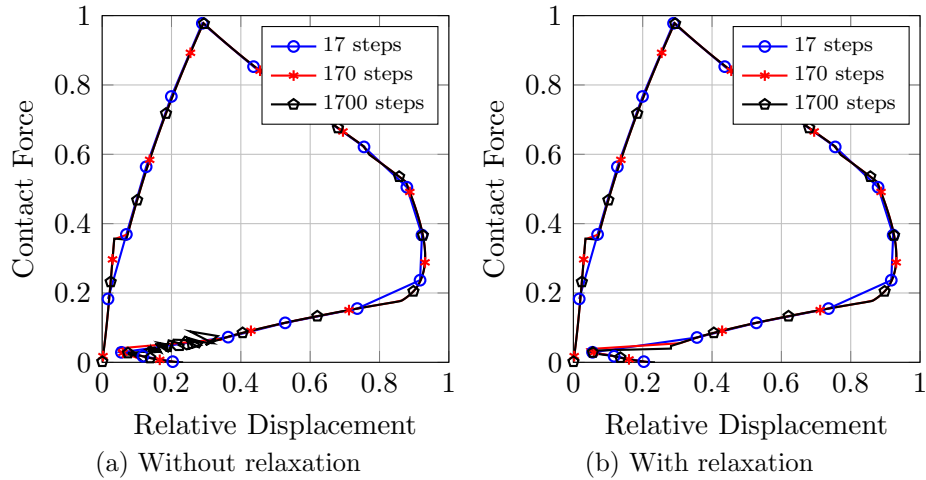 1
0.8
0.6
0.4
0.2
0
0 0.2 0.4 0.6 0.8 1
Contact Force
Relative Displacement
17 steps
170 steps
1700 steps
(a) Without relaxation
1
0.8
0.6
0.4
0.2
0
0 0.2 0.4 0.6 0.8 1
Contact Force
Relative Displacement
17 steps
170 steps
1700 steps
(b) With relaxation